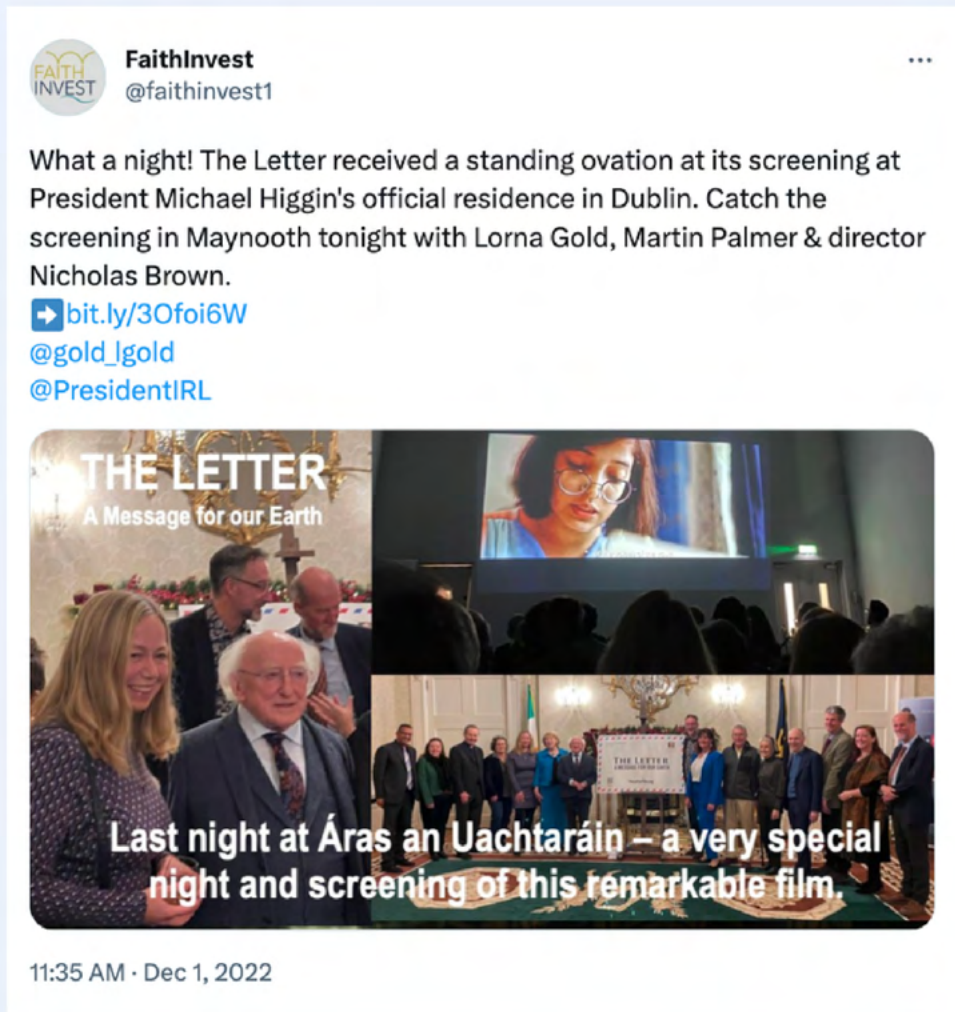 FAITH
INVEST
FaithInvest
@faithinvest1
What a night! The Letter received a standing ovation at its screening at
President Michael Higgin's official residence in Dublin. Catch the
screening in Maynooth tonight with Lorna Gold, Martin Palmer & director
Nicholas Brown.
➡bit.ly/3Ofoi6W
@gold_lgold
@PresidentIRL
THE LETTER
A Message for our Earth
THE LETTER
Last night at Áras an Uachtaráin – a very special
night and screening of this remarkable film.
11:35 AM · Dec 1, 2022